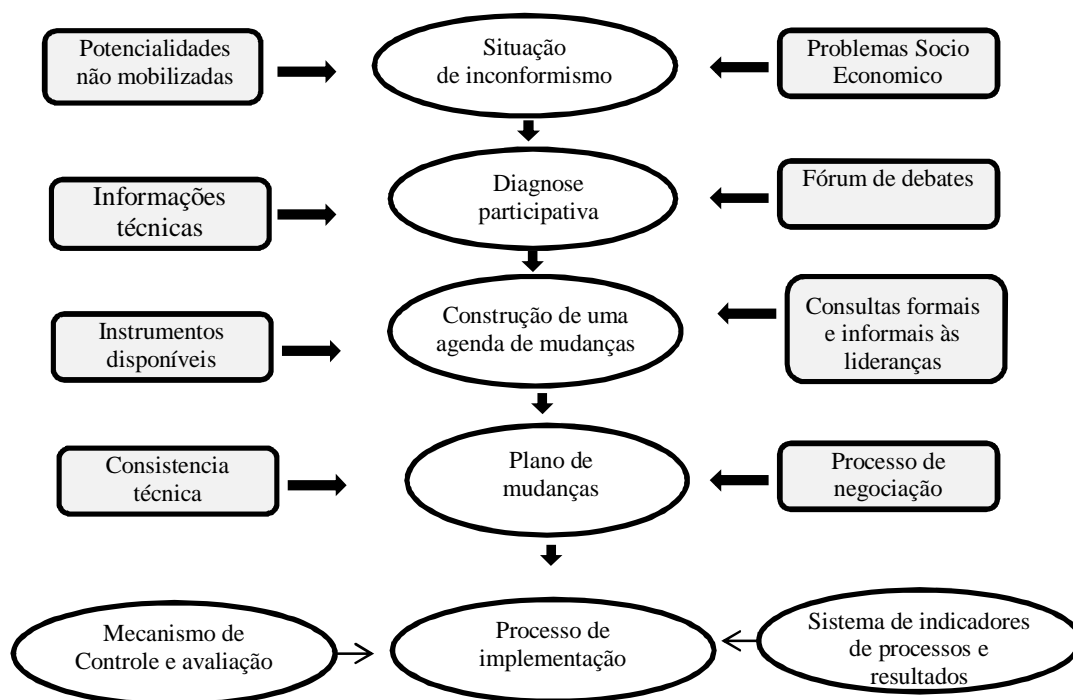 Potencialidades
não mobilizadas
Situação
de inconformismo
Problemas Socio
Economico
Informações
técnicas
Diagnose
participativa
Fórum de debates
Instrumentos
disponíveis
Construção de uma
agenda de mudanças
Consultas formais
e informais às
lideranças
Consistencia
técnica
Plano de
mudanças
Processo de
negociação
Mecanismo de
Controle e avaliação
Processo de
implementação
Sistema de indicadores
de processos e
resultados